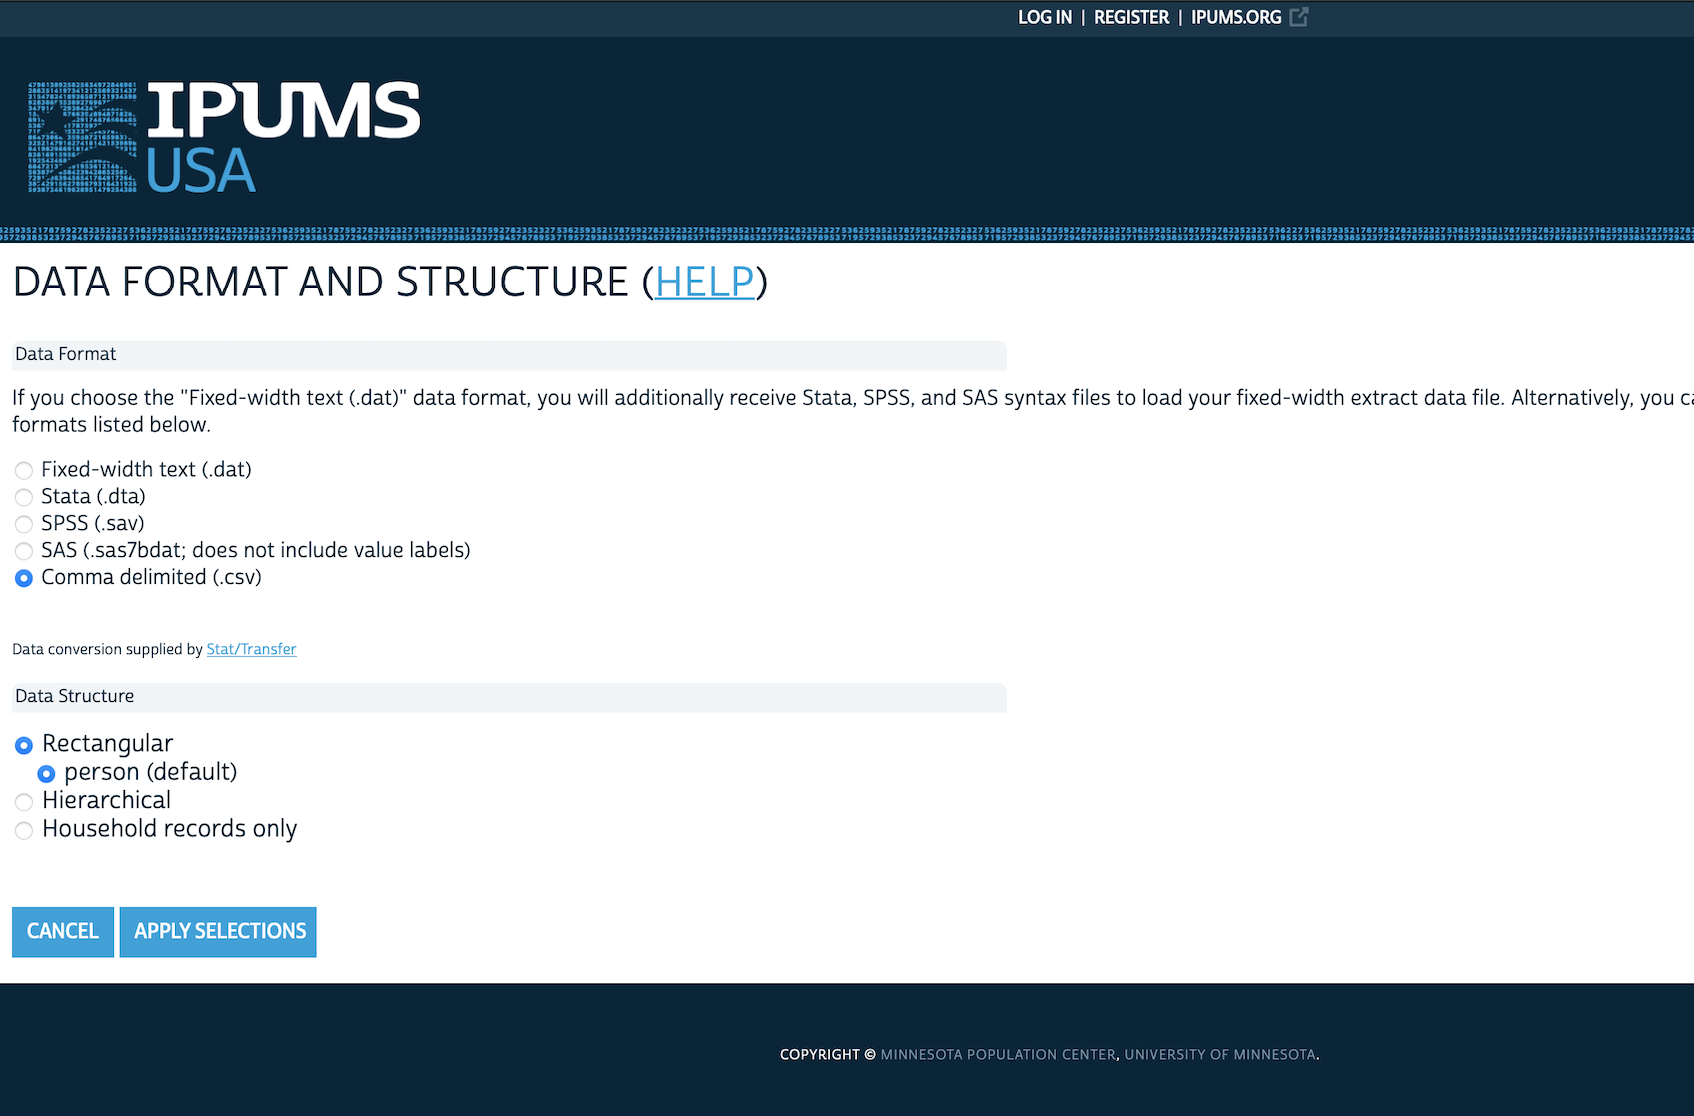 LOG IN | REGISTER | IPUMS.ORG
IPUMS
USA
DATA FORMAT AND STRUCTURE (HELP)
Data Format
If you choose the "Fixed-width text (.dat)" data format, you will additionally receive Stata, SPSS, and SAS syntax files to load your fixed-width extract data file. Alternatively, you
formats listed below.
Fixed-width text (.dat)
Stata (.dta)
SPSS (.sav)
SAS (.sas7bdat; does not include value labels)
Comma delimited (.csv)
Data conversion supplied by Stat/Transfer
Data Structure
Rectangular
person (default)
Hierarchical
Household records only
CANCEL APPLY SELECTIONS
COPYRIGHT © MINNESOTA POPULATION CENTER, UNIVERSITY OF MINNESOTA.